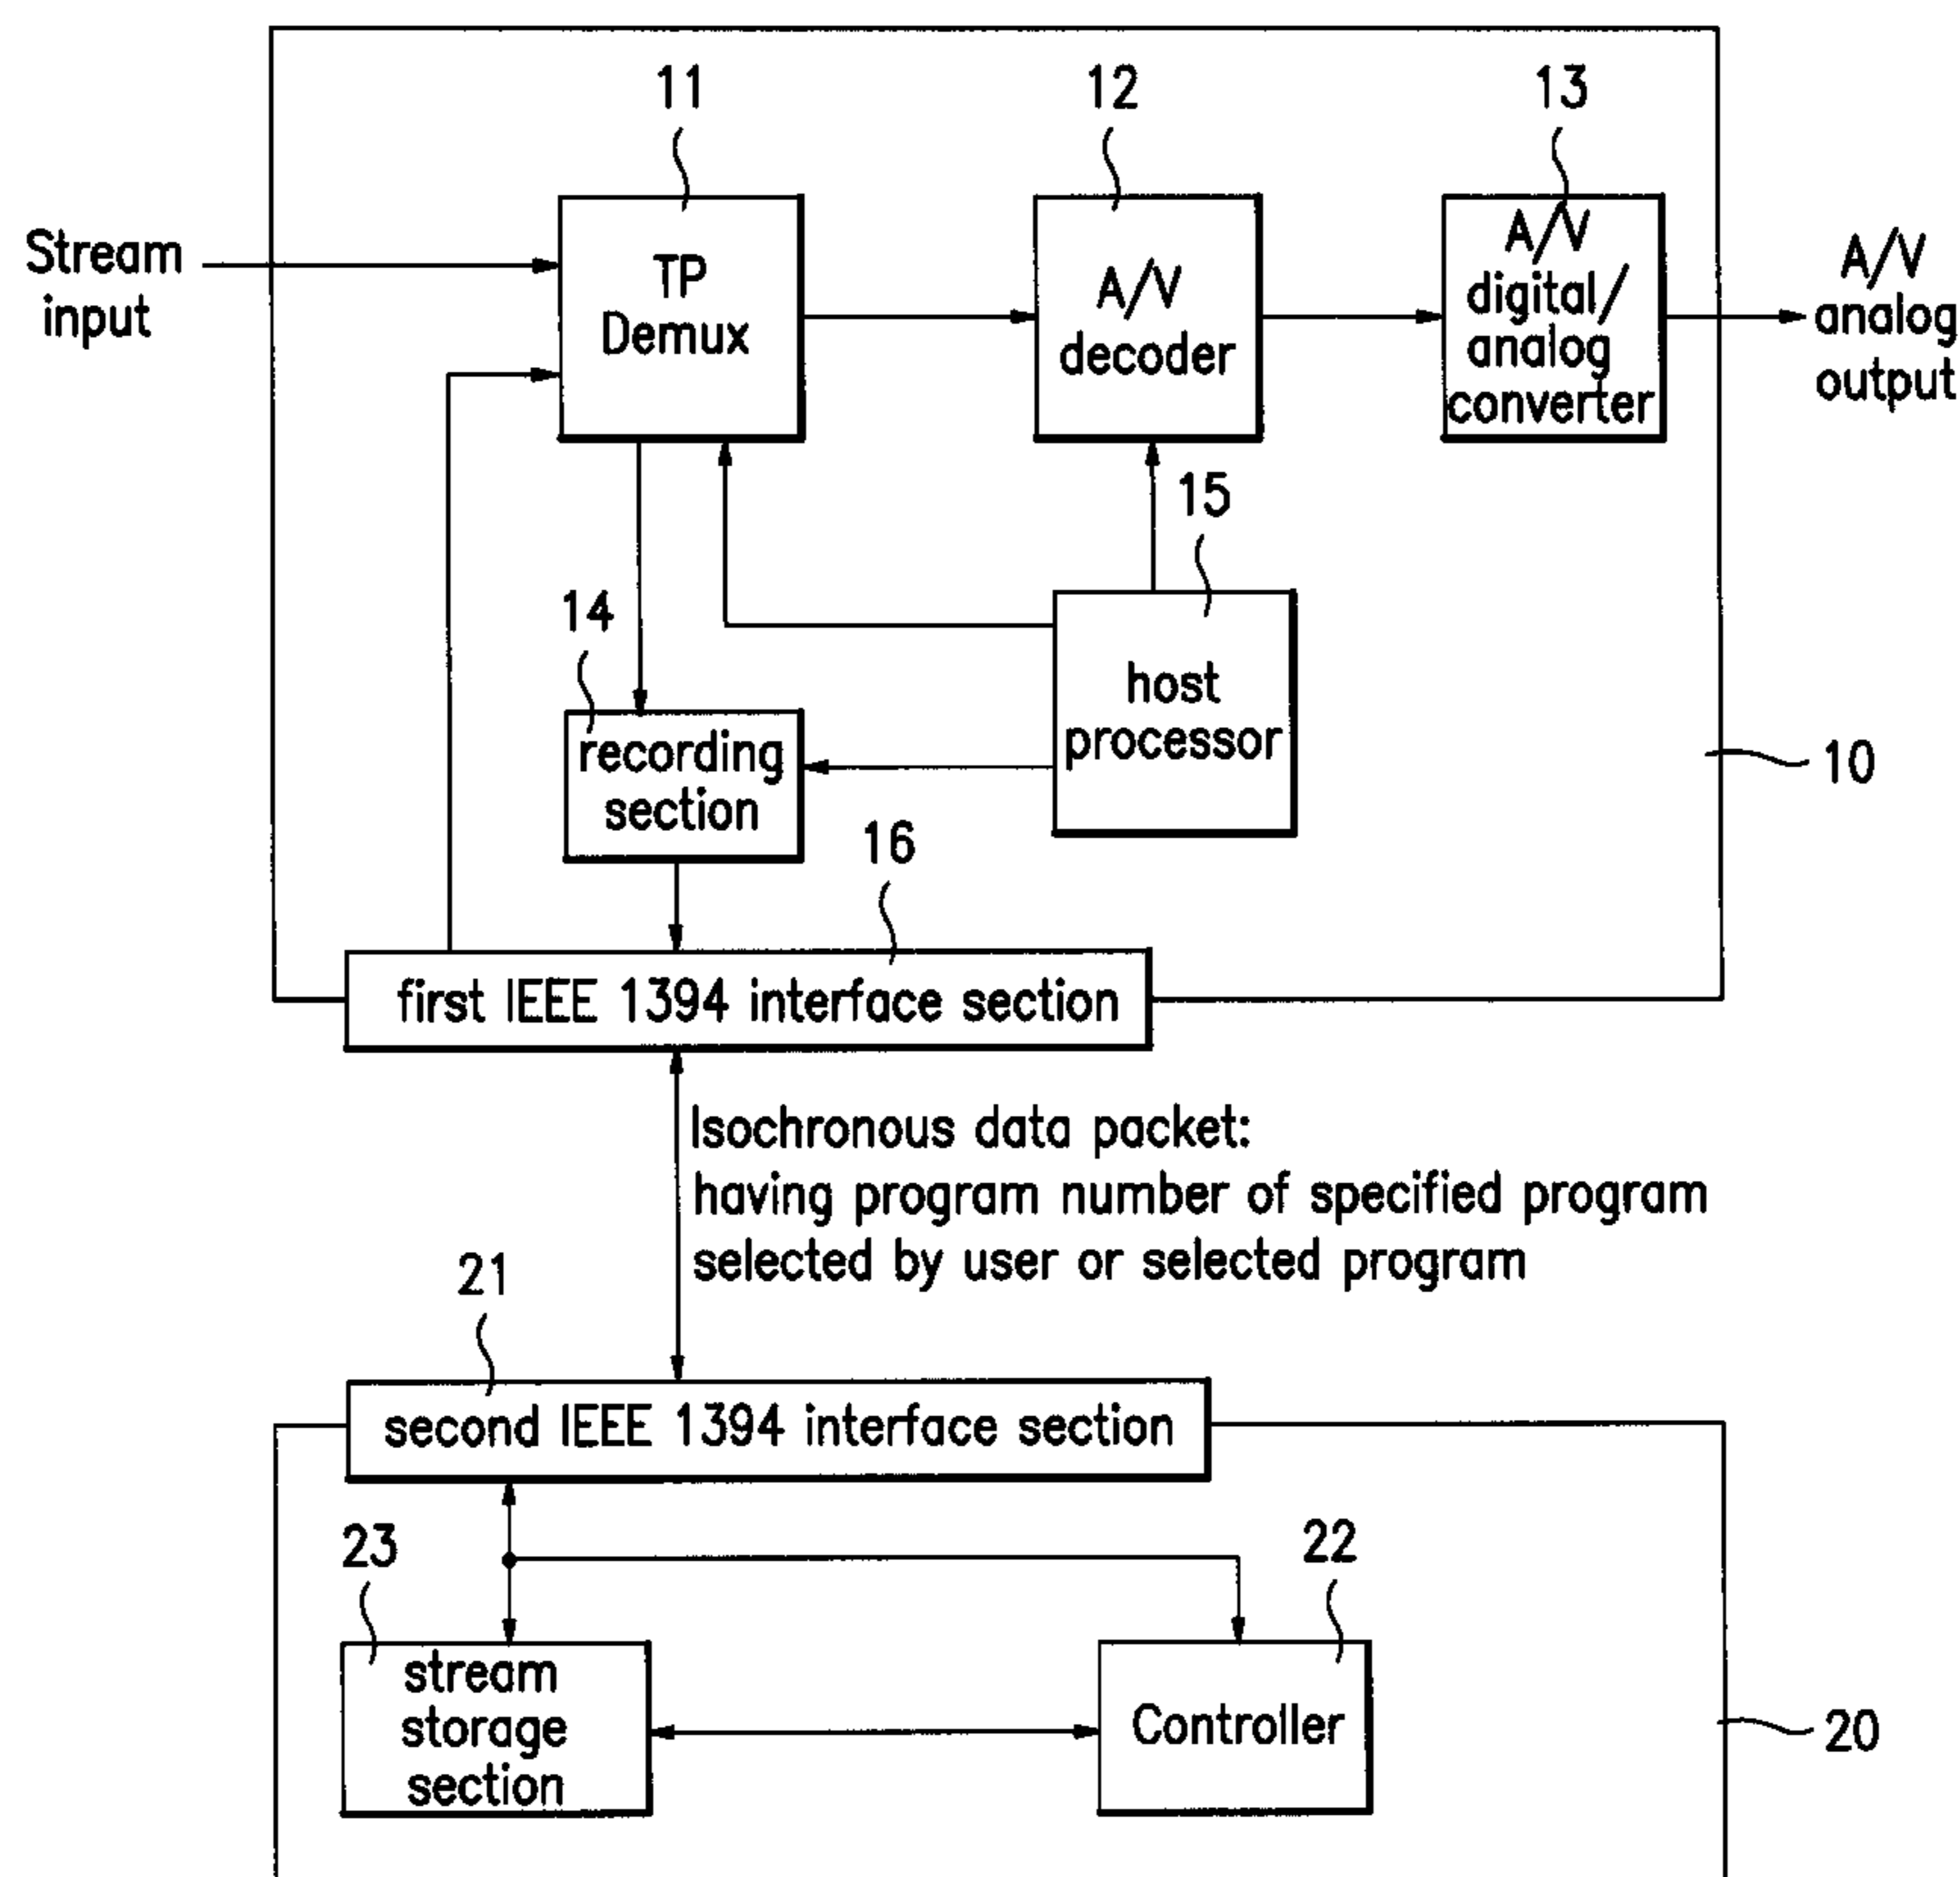 11
12
13
Stream
input
TP
Demux
A/V
decoder
A/V
digital/
analog
converter
A/V
analog
output
15
14
host
processor
recording
section
10
16
first IEEE 1394 interface section
Isochronous data packet:
having program number of specified program
selected by user or selected program
21
second IEEE 1394 interface section
23
22
stream
storage
section
Controller
20